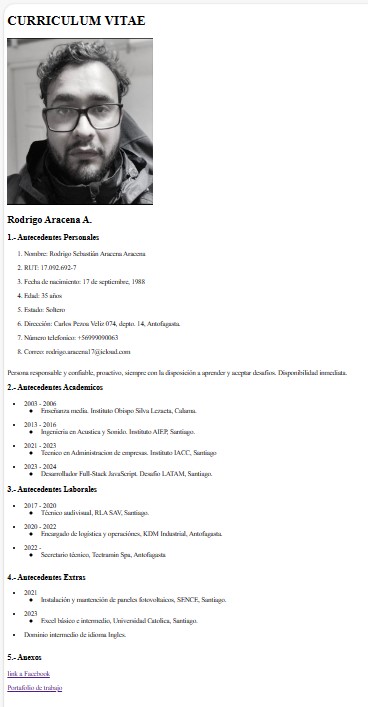 CURRICULUM VITAE
Rodrigo Aracena A.
1.- Antecedentes Personales
1. Nombre: Rodrigo Sebastián Aracena Aracena
2. RUT: 17.092.692-7
3. Fecha de nacimiento: 17 de septiembre, 1988
4. Edad: 35 años
5. Estado: Soltero
6. Dirección: Carlos Pezoa Veliz 074, depto. 14, Antofagasta.
7. Número telefonico: +56999090063
8. Correo: rodrigo.aracena17@icloud.com
Persona responsable y confiable, proactivo, siempre con la disposición a aprender y aceptar desafíos. Disponibilidad inmediata.
2.- Antecedentes Academicos
2003 - 2006
Enseñanza media. Instituto Obispo Silva Lezaeta, Calama.
2013 - 2016
Ingenieria en Acustica y Sonido. Instituto AIEP, Santiago.
2021 - 2023
Tecnico en Administracion de empresas. Instituto IACC, Santiago
2023 - 2024
Desarrollador Full-Stack JavaScript. Desafio LATAM, Santiago.
3.- Antecedentes Laborales
2017 - 2020
Técnico audivisual, RLA SAV, Santiago.
2020 - 2022
Encargado de logística y operaciónes, KDM Industrial, Antofagasta.
2022 -
Secretario técnico, Tectramin Spa, Antofagasta
4.- Antecedentes Extras
2021
Instalación y mantención de paneles fotovoltaicos, SENCE, Santiago.
2023
Excel básico e intermedio, Universidad Catolica, Santiago.
Dominio intermedio de idioma Ingles.
5.- Anexos
link a Facebook
Portafolio de trabajo